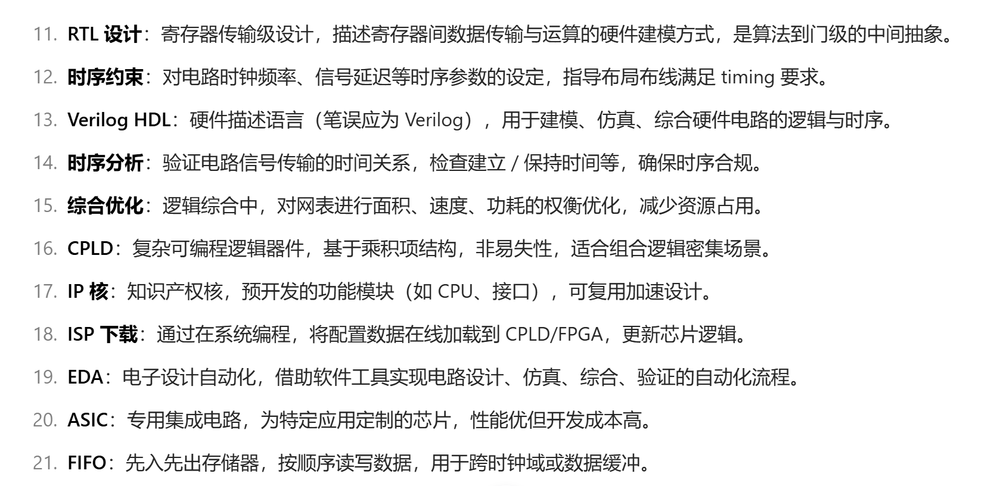 11. RTL 设计：寄存器传输级设计，描述寄存器间数据传输与运算的硬件建模方式，是算法到门级的中间抽象。
12. 时序约束：对电路时钟频率、信号延迟等时序参数的设定，指导布局布线满足 timing 要求。
13. Verilog HDL：硬件描述语言（笔误应为 Verilog），用于建模、仿真、综合硬件电路的逻辑与时序。
14. 时序分析：验证电路信号传输的时间关系，检查建立 / 保持时间等，确保时序合规。
15. 综合优化：逻辑综合中，对网表进行面积、速度、功耗的权衡优化，减少资源占用。
16. CPLD：复杂可编程逻辑器件，基于乘积项结构，非易失性，适合组合逻辑密集场景。
17. IP 核：知识产权核，预开发的功能模块（如 CPU、接口），可复用加速设计。
18. ISP 下载：通过在系统编程，将配置数据在线加载到 CPLD/FPGA，更新芯片逻辑。
19. EDA：电子设计自动化，借助软件工具实现电路设计、仿真、综合、验证的自动化流程。
20. ASIC：专用集成电路，为特定应用定制的芯片，性能优但开发成本高。
21. FIFO：先入先出存储器，按顺序读写数据，用于跨时钟域或数据缓冲。